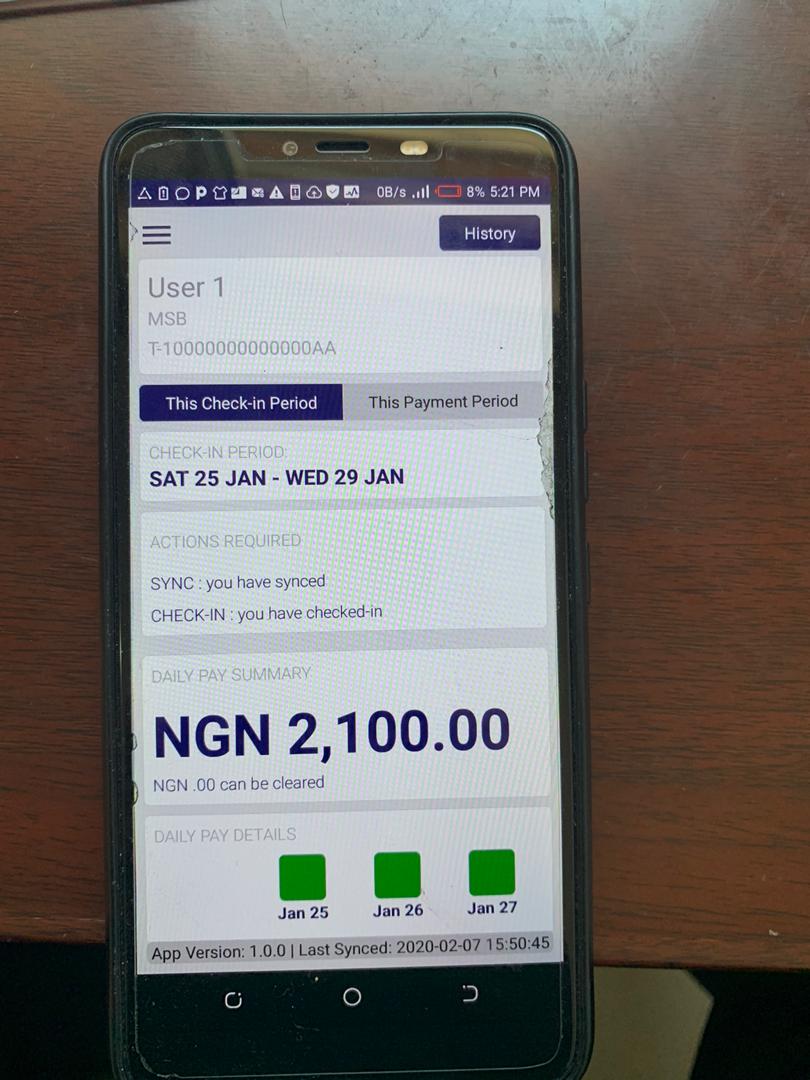 0B/s 8% 5:21 PM
History
User 1
MSB
T-10000000000000AA
This Check-in Period This Payment Period
CHECK-IN PERIOD:
SAT 25 JAN - WED 29 JAN
ACTIONS REQUIRED
SYNC : you have synced
CHECK-IN : you have checked-in
DAILY PAY SUMMARY
NGN 2,100.00
NGN .00 can be cleared
DAILY PAY DETAILS
Jan 25 Jan 26 Jan 27
App Version: 1.0.0 | Last Synced: 2020-02-07 15:50:45